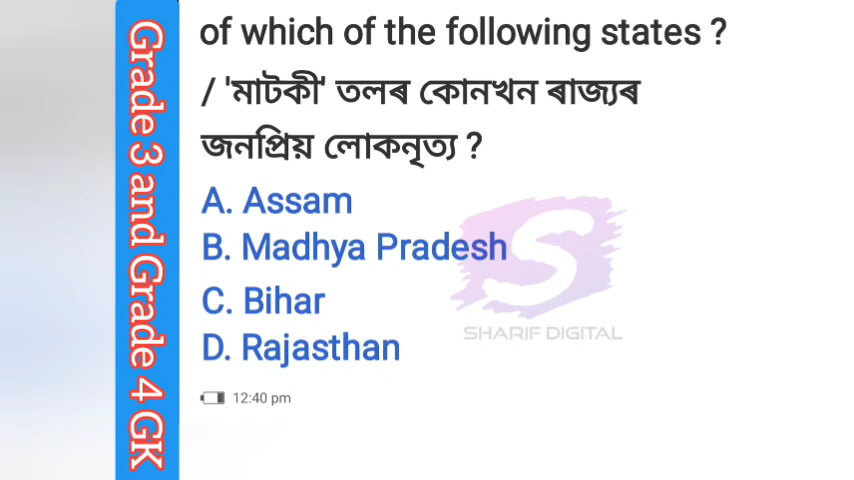 Grade 3 and Grade 4 GK
of which of the following states ?
/ 'মাটকী' তলৰ কোনখন ৰাজ্যৰ
জনপ্ৰিয় লোকনৃত্য ?
A. Assam
B. Madhya Pradesh
C. Bihar
D. Rajasthan
S
SHARIF DIGITAL
12:40 pm